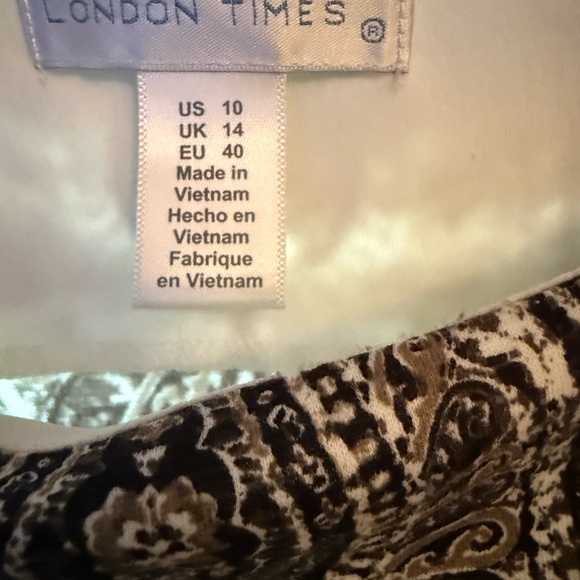 LONDON TIMES ®
US 10
UK 14
EU 40
Made in
Vietnam
Hecho en
Vietnam
Fabrique
en Vietnam